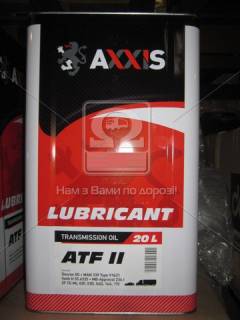 AXXIS
Нам з Вами по дорозі!
LUBRICANT
TRANSMISSION OIL 20 L
ATF II